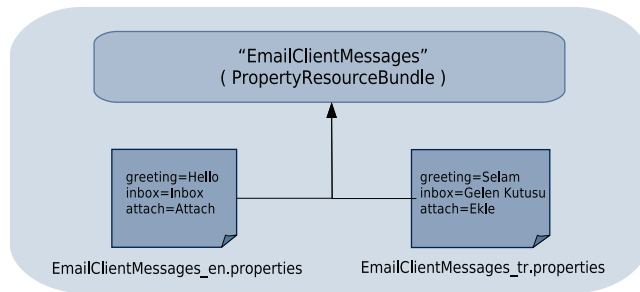 “EmailClientMessages”
( PropertyResourceBundle )
greeting=Hello
inbox=Inbox
attach=Attach
EmailClientMessages_en.properties
greeting=Selam
inbox=Gelen Kutusu
attach=Ekle
EmailClientMessages_tr.properties